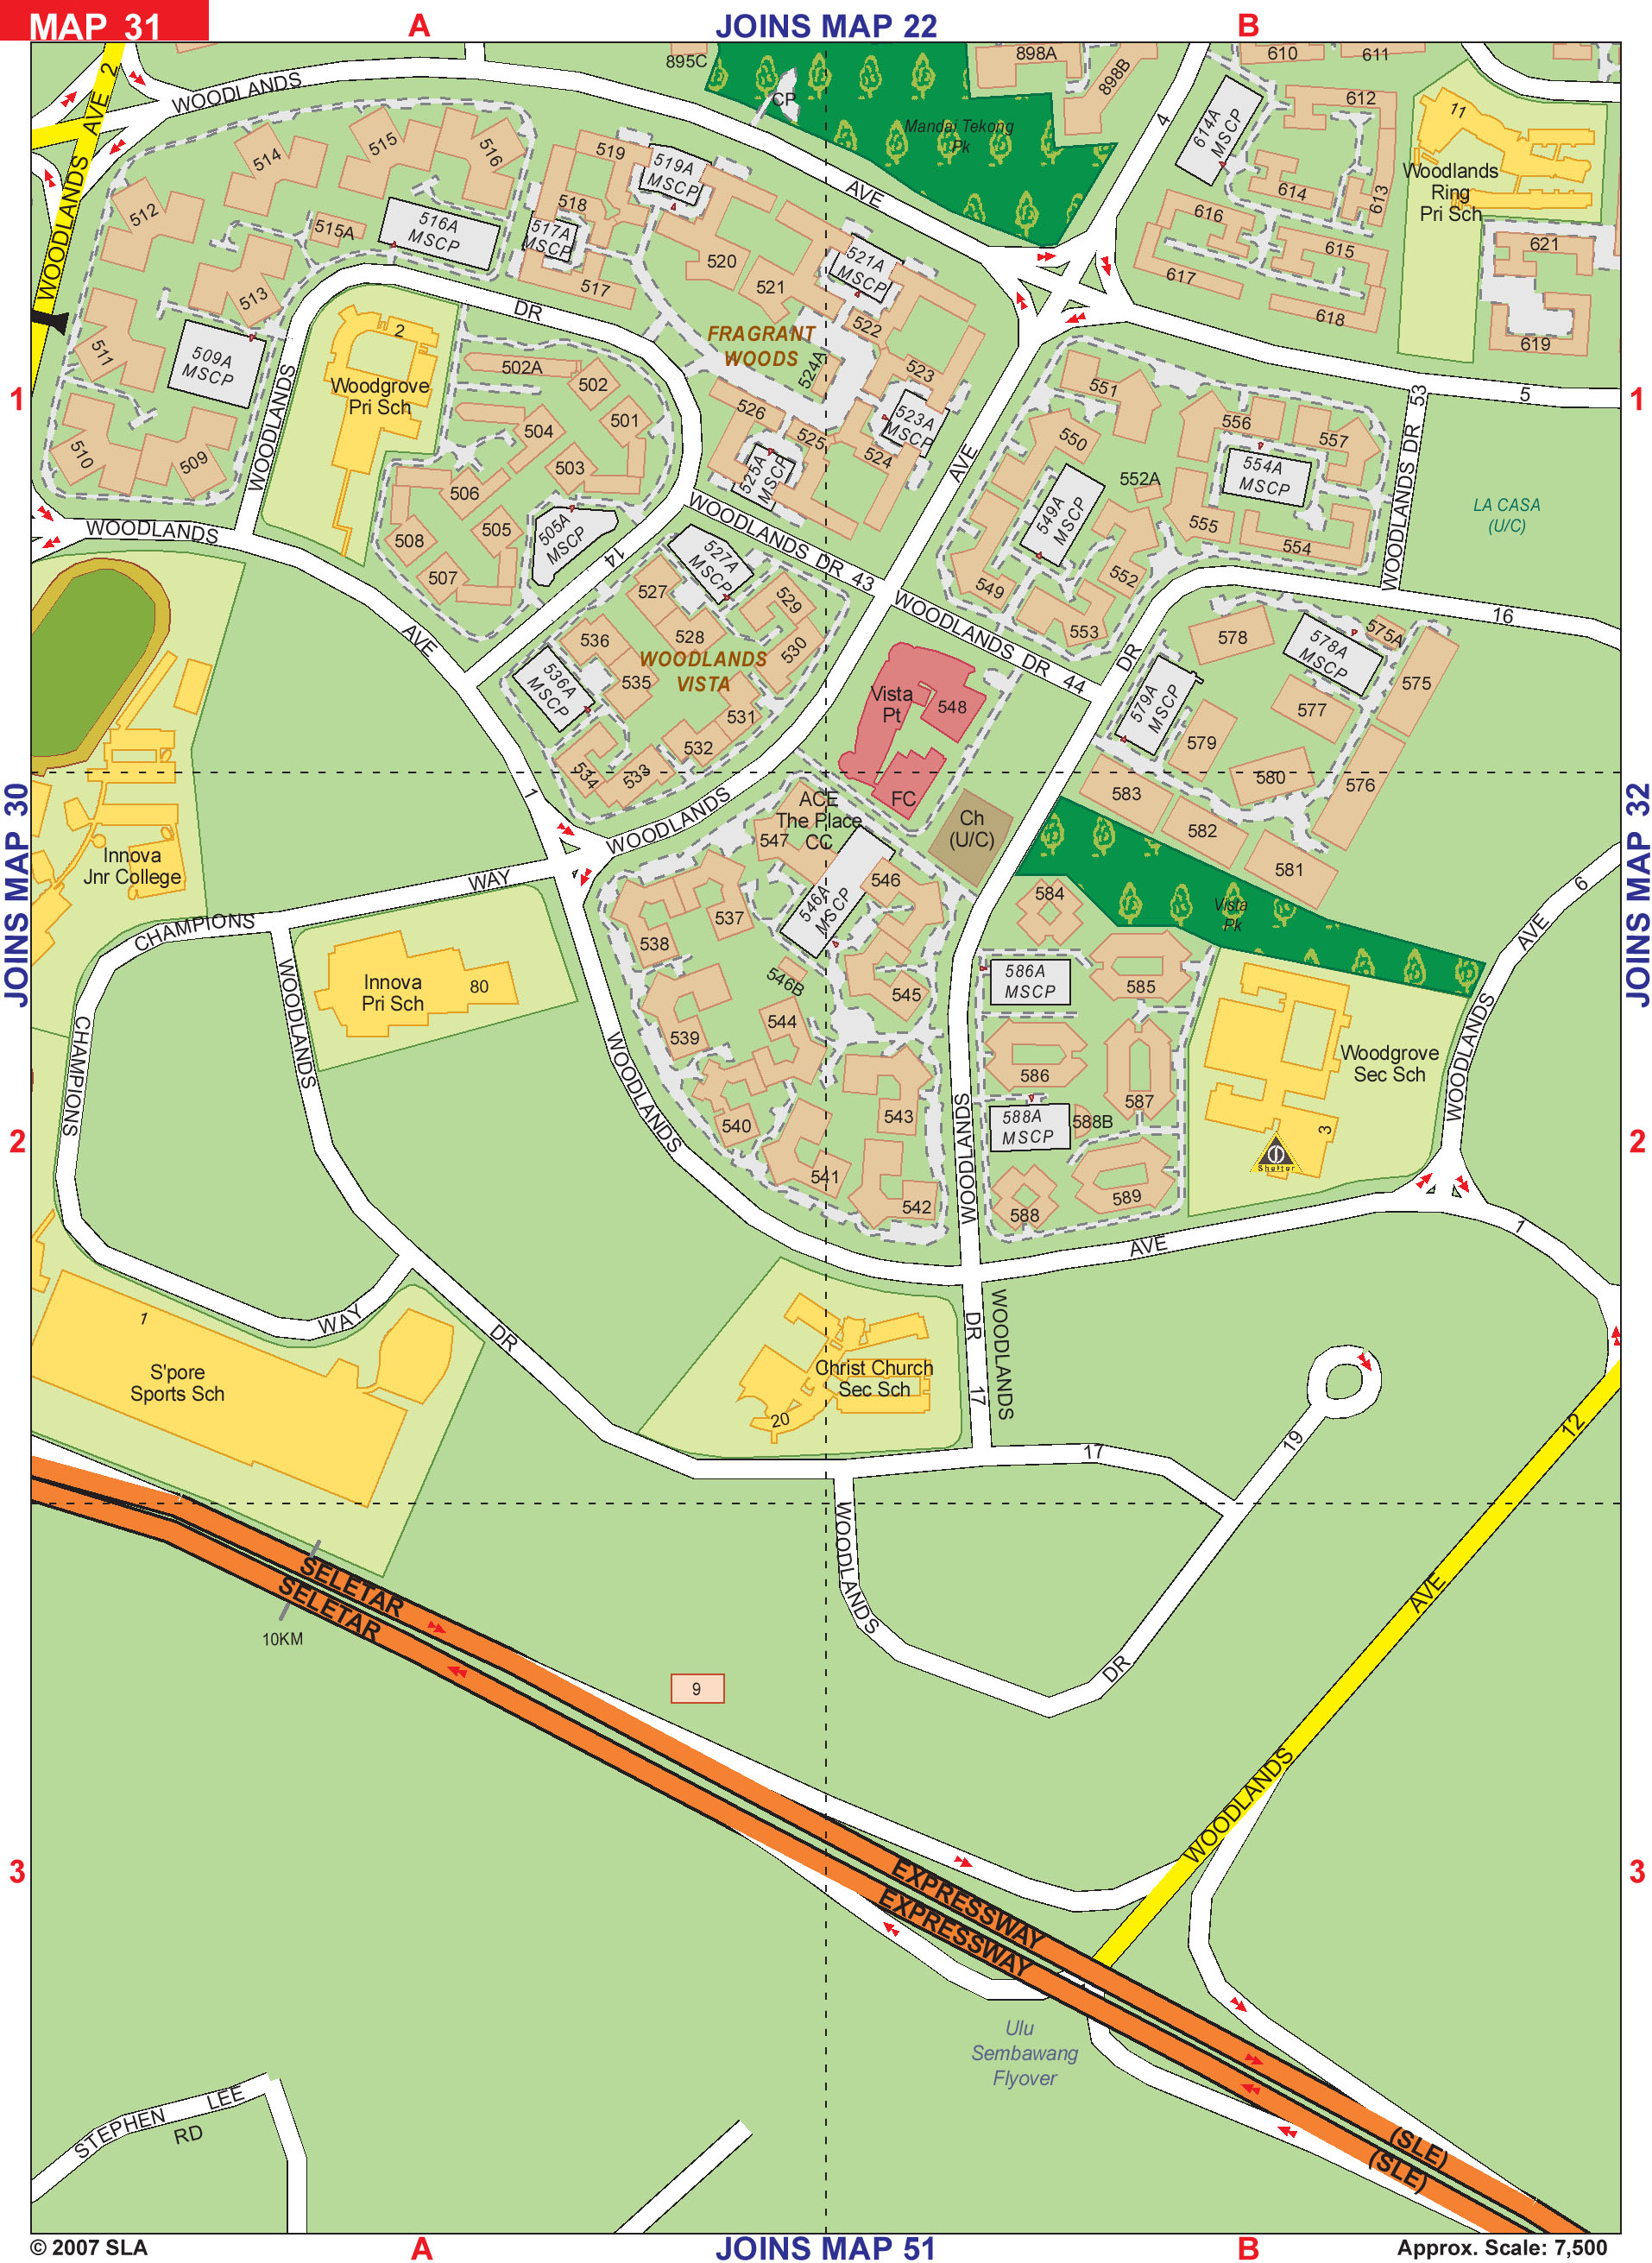 MAP 31
A
JOINS MAP 22
B
895C
898A
898B
610
611
CP
Mandai Tekong
Pk
WOODLANDS
AVE
4
WOODLANDS AVE 2
614A
MSCP
612
11
Woodlands
Ring
Pri Sch
514
515
516
519
519A
MSCP
614
613
512
515A
516A
MSCP
518
517A
MSCP
616
615
621
513
517
520
521
521A
MSCP
617
618
619
511
509A
MSCP
DR
2
Woodgrove
Pri Sch
FRAGRANT
WOODS
524A
522
523
523A
MSCP
502A
502
501
504
503
526
525
525A
MSCP
524
551
550
556
557
554A
MSCP
552A
549A
MSCP
555
554
WOODLANDS DR 53
5
1
1
LA CASA
(U/C)
510
509
WOODLANDS
506
505
505A
MSCP
508
507
14
WOODLANDS
AVE
AVE
WOODLANDS DR 43
527A
MSCP
WOODLANDS DR 44
549
552
553
16
527
528
529
530
536
535
536A
MSCP
WOODLANDS
VISTA
531
532
533
534
Vista
Pt
548
FC
DR
578
578A
MSCP
575A
575
579A
MSCP
579
577
580
576
583
582
581
Ch
(U/C)
JOINS MAP 30
JOINS MAP 32
1
WOODLANDS
Innova
Jnr College
WAY
CHAMPIONS
ACE
The Place
CC
547
546A
MSCP
546
537
538
546B
545
544
539
540
543
541
542
584
Vista
Pk
585
586A
MSCP
586
587
588A
MSCP
588B
588
589
Woodgrove
Sec Sch
3
Shelter
WOODLANDS
AVE
6
Innova
Pri Sch
80
WOODLANDS
CHAMPIONS
WOODLANDS
WOODLANDS
2
2
AVE
1
WAY
DR
1
S'pore
Sports Sch
Christ Church
Sec Sch
20
DR
17
WOODLANDS
17
19
12
WOODLANDS
DR
AVE
WOODLANDS
SELETAR
SELETAR
10KM
9
3
3
EXPRESSWAY
EXPRESSWAY
Ulu
Sembawang
Flyover
STEPHEN LEE
RD
(SLE)
(SLE)
© 2007 SLA
A
JOINS MAP 51
B
Approx. Scale: 7,500